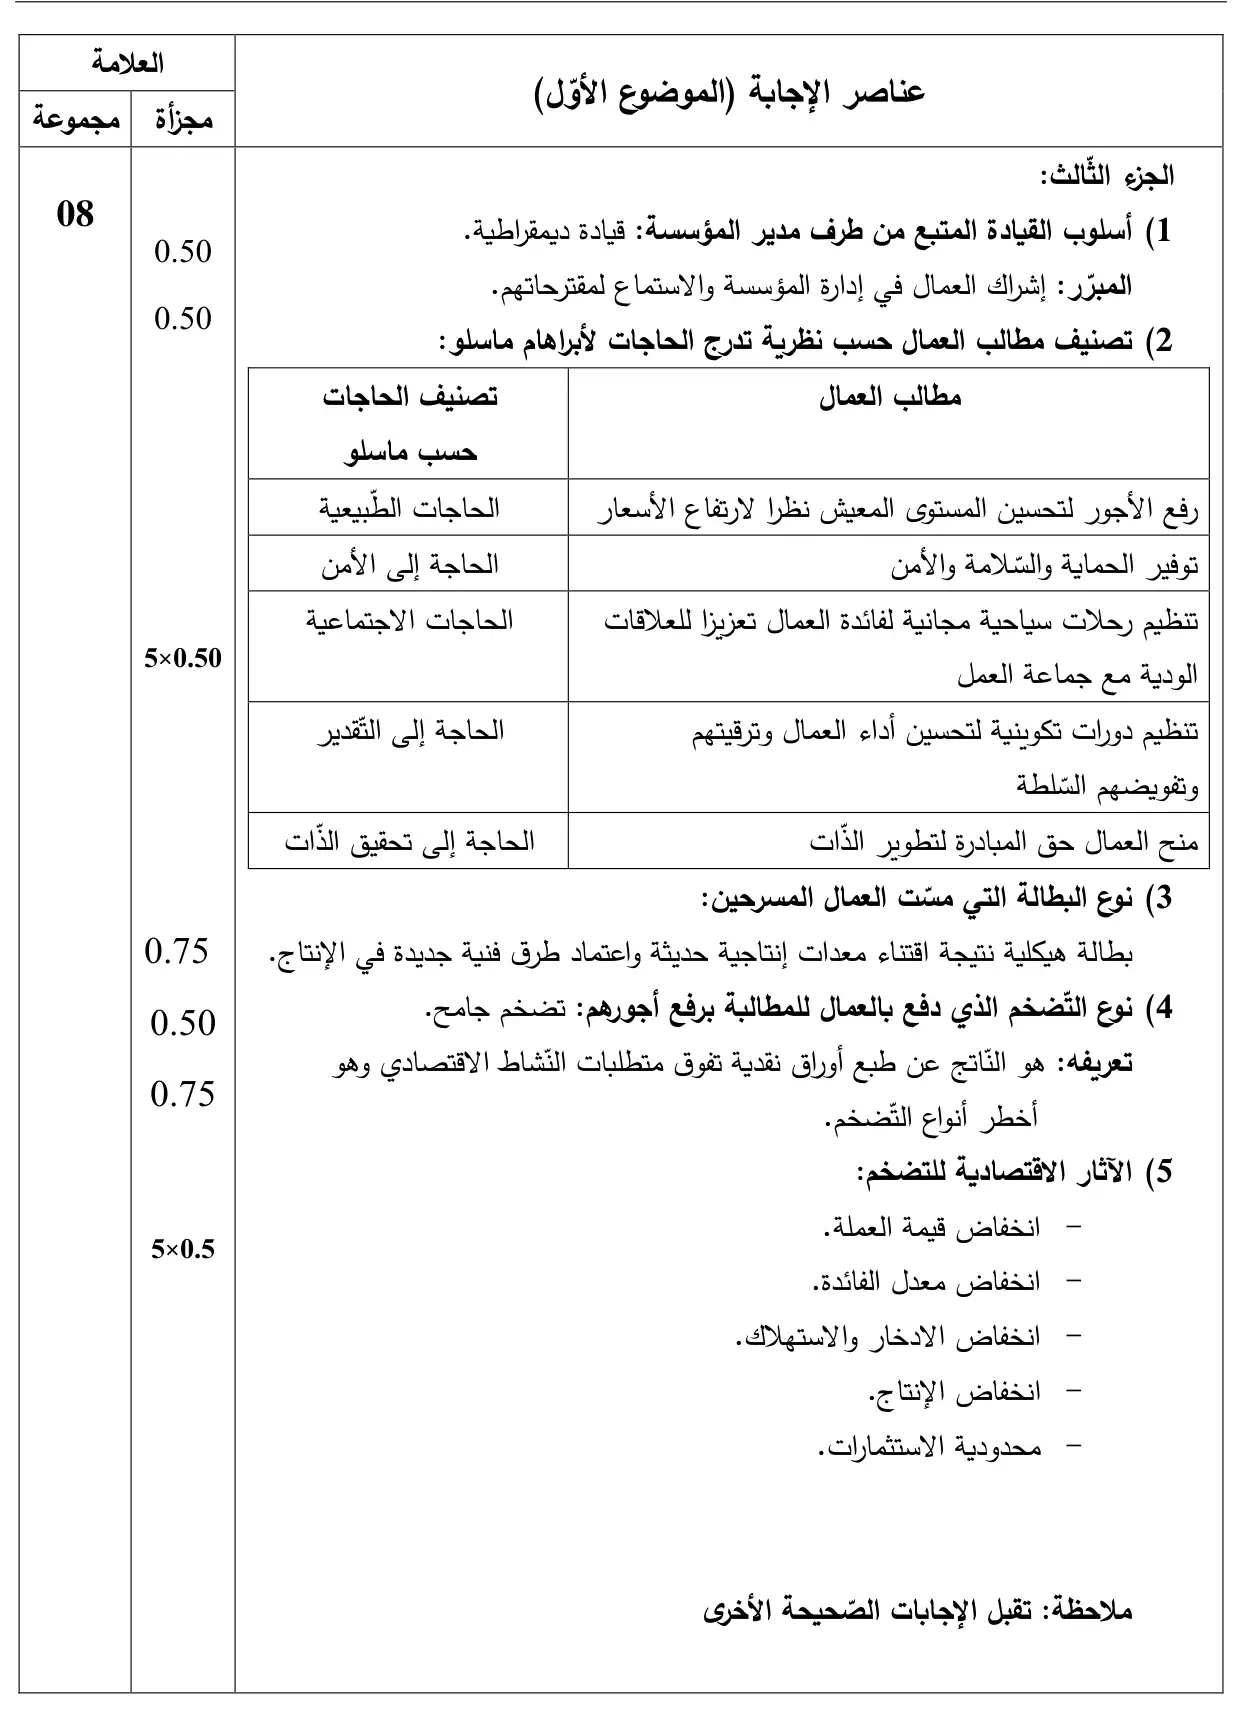 العلامة
عناصر الإجابة (الموضوع الأوّل)
مجزأة
مجموعة
الجزء الثّالث:
08
1) أسلوب القيادة المتبع من طرف مدير المؤسسة: قيادة ديمقراطية.
0.50
المبرّر: إشراك العمال في إدارة المؤسسة والاستماع لمقترحاتهم.
0.50
2) تصنيف مطالب العمال حسب نظرية تدرج الحاجات لأبراهام ماسلو:
مطالب العمال
تصنيف الحاجات
حسب ماسلو
رفع الأجور لتحسين المستوى المعيش نظرا لارتفاع الأسعار
الحاجات الطّبيعية
توفير الحماية والسّلامة والأمن
الحاجة إلى الأمن
تنظيم رحلات سياحية مجانية لفائدة العمال تعزيزا للعلاقات
الودية مع جماعة العمل
الحاجات الاجتماعية
5×0.50
تنظيم دورات تكوينية لتحسين أداء العمال وترقيتهم
وتفويضهم السّلطة
الحاجة إلى التّقدير
منح العمال حق المبادرة لتطوير الذّات
الحاجة إلى تحقيق الذّات
3) نوع البطالة التي مسّت العمال المسرحين:
بطالة هيكلية نتيجة اقتناء معدات إنتاجية حديثة واعتماد طرق فنية جديدة في الإنتاج.
0.75
4) نوع التّضخم الذي دفع بالعمال للمطالبة برفع أجورهم: تضخم جامح.
0.50
تعريفه: هو النّاتج عن طبع أوراق نقدية تفوق متطلبات النّشاط الاقتصادي وهو
أخطر أنواع التّضخم.
0.75
5) الآثار الاقتصادية للتضخم:
- انخفاض قيمة العملة.
5×0.5
- انخفاض معدل الفائدة.
- انخفاض الادخار والاستهلاك.
- انخفاض الإنتاج.
- محدودية الاستثمارات.
ملاحظة: تقبل الإجابات الصّحيحة الأخرى